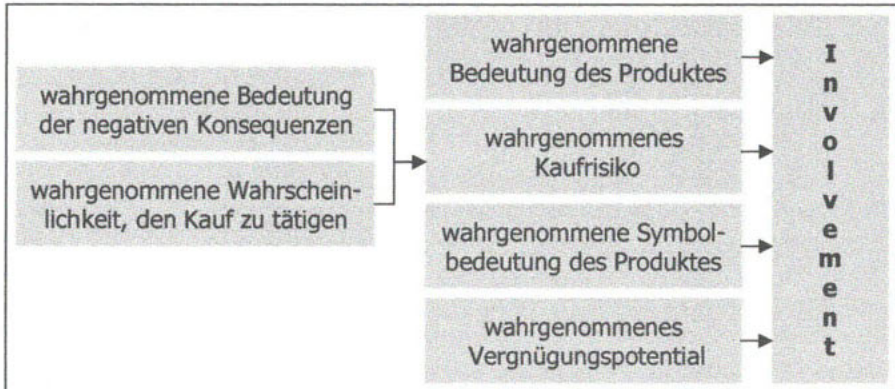 wahrgenommene Bedeutung
der negativen Konsequenzen
wahrgenommene Wahrschein-
lichkeit, den Kauf zu tätigen
wahrgenommene
Bedeutung des Produktes
wahrgenommenes
Kaufrisiko
wahrgenommene Symbol-
bedeutung des Produktes
wahrgenommenes
Vergnügungspotential
I
n
v
o
l
v
e
m
e
n
t